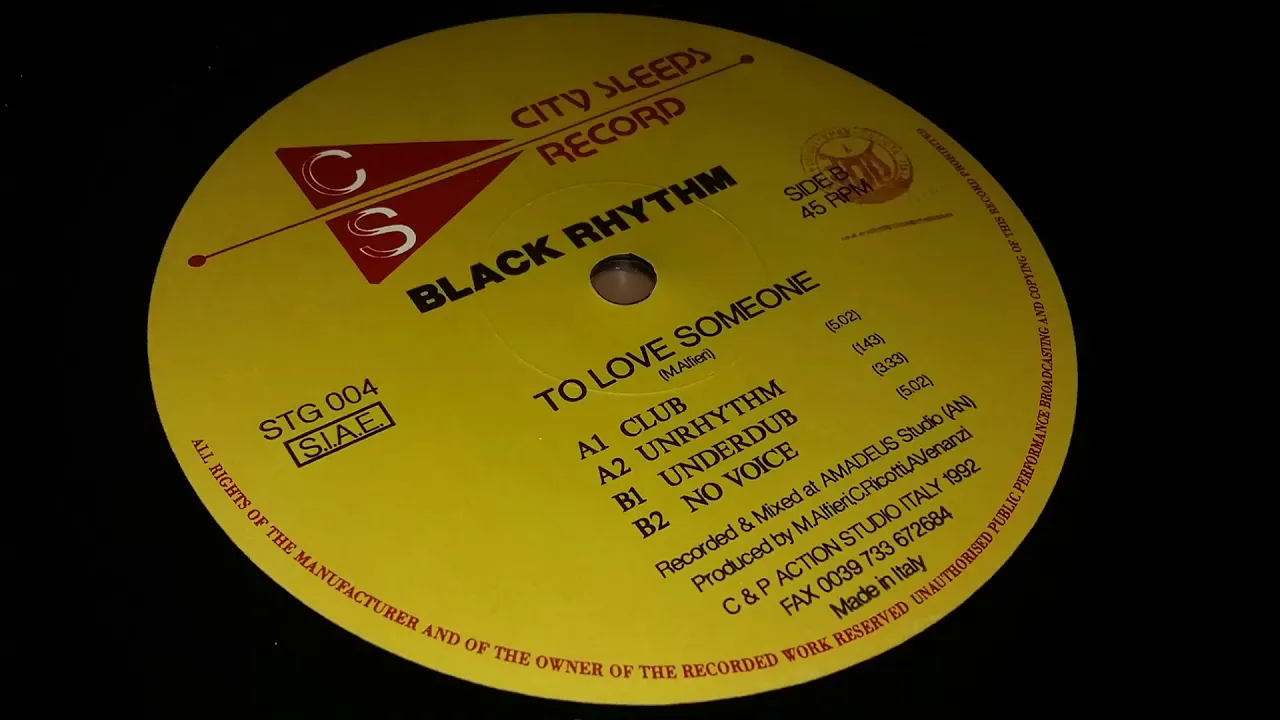 CITY SLEEPS
RECORD
C
S
BLACK RHYTHM
SIDE B
45 RPM
TO LOVE SOMEONE
(M.Alfieri)
STG 004
S.I.A.E.
A1 CLUB (5.02)
A2 UNRHYTHM (1.43)
B1 UNDERDUB (3.33)
B2 NO VOICE (5.02)
Recorded & Mixed at AMADEUS Studio (AN)
Produced by M.Alfieri,C.Ricotti,A.Venanzi
C & P ACTION STUDIO ITALY 1992
FAX 0039 733 672684
Made in Italy
ALL RIGHTS OF THE MANUFACTURER AND OF THE OWNER OF THE RECORDED WORK RESERVED UNAUTHORISED PUBLIC PERFORMANCE BROADCASTING AND COPYING OF THIS RECORD PROHIBITED